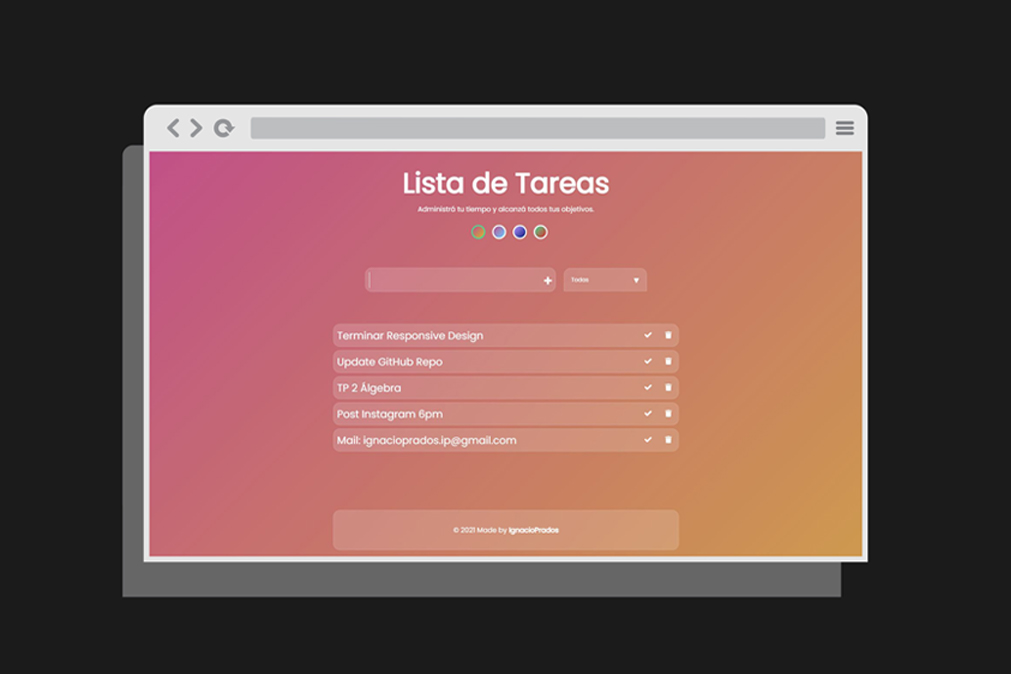 Lista de Tareas
Administrá tu tiempo y alcanzá todos tus objetivos.
Todos
Terminar Responsive Design
Update GitHub Repo
TP 2 Álgebra
Post Instagram 6pm
Mail: ignacioprados.ip@gmail.com
© 2021 Made by IgnacioPrados